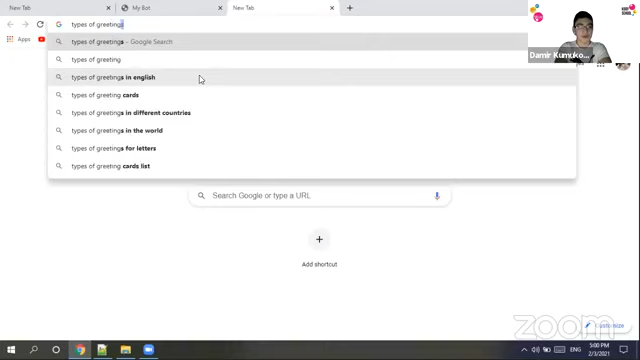 New Tab
My Bot
New Tab
types of greetings
Apps
types of greetings - Google Search
types of greeting
types of greetings in english
types of greeting cards
types of greetings in different countries
types of greetings in the world
types of greetings for letters
types of greeting cards list
Damir Kumuko...
Search Google or type a URL
Add shortcut
Customize
zoom
ENG
5:00 PM
2/3/2021